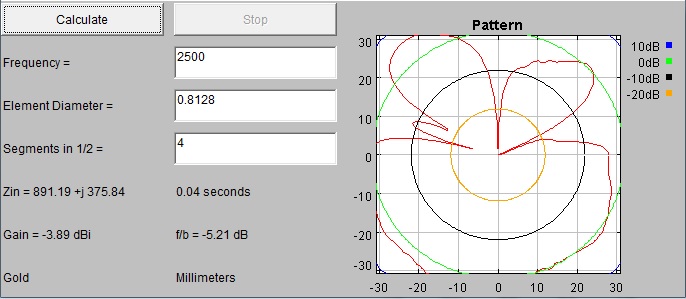 Calculate Stop
Pattern
Frequency = 2500
Element Diameter = 0.8128
Segments in 1/2 = 4
Zin = 891.19 +j 375.84 0.04 seconds
Gain = -3.89 dBi f/b = -5.21 dB
Gold Millimeters
10dB
0dB
-10dB
-20dB
30
20
10
0
-10
-20
-30
-30 -20 -10 0 10 20 30